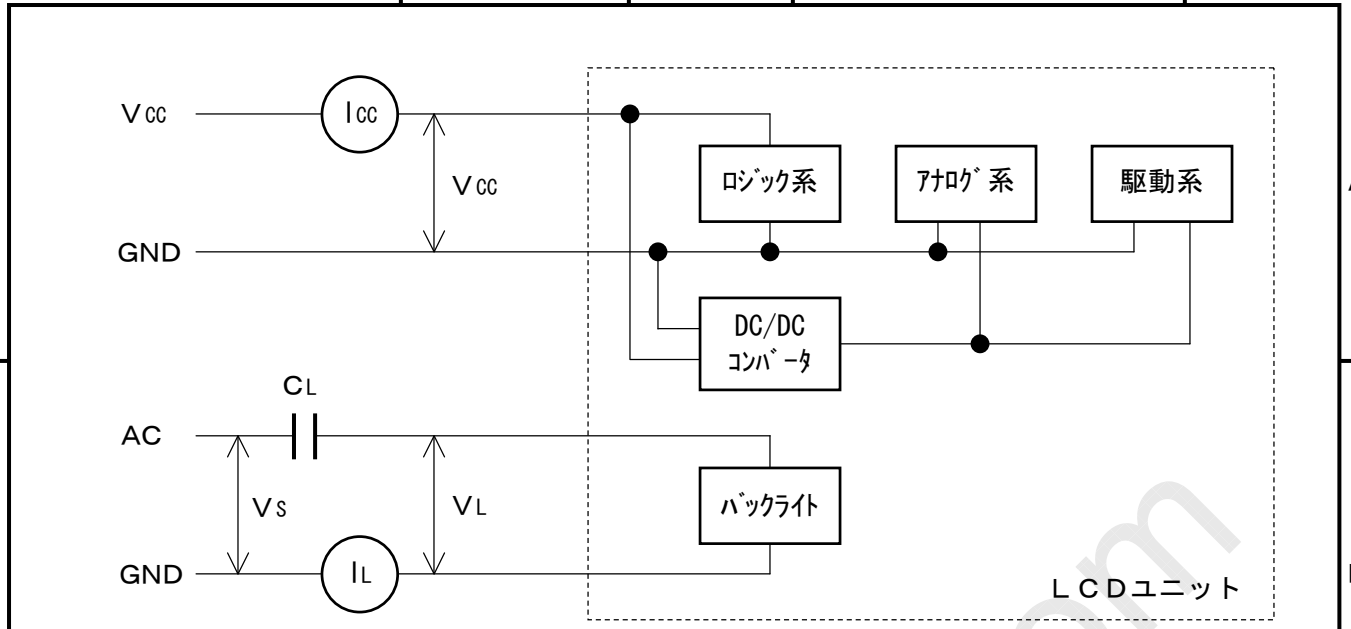 Vcc
Icc
Vcc
ロジック系
アナログ系
駆動系
GND
DC/DC
コンバータ
CL
AC
VS
VL
バックライト
GND
IL
LCDユニット